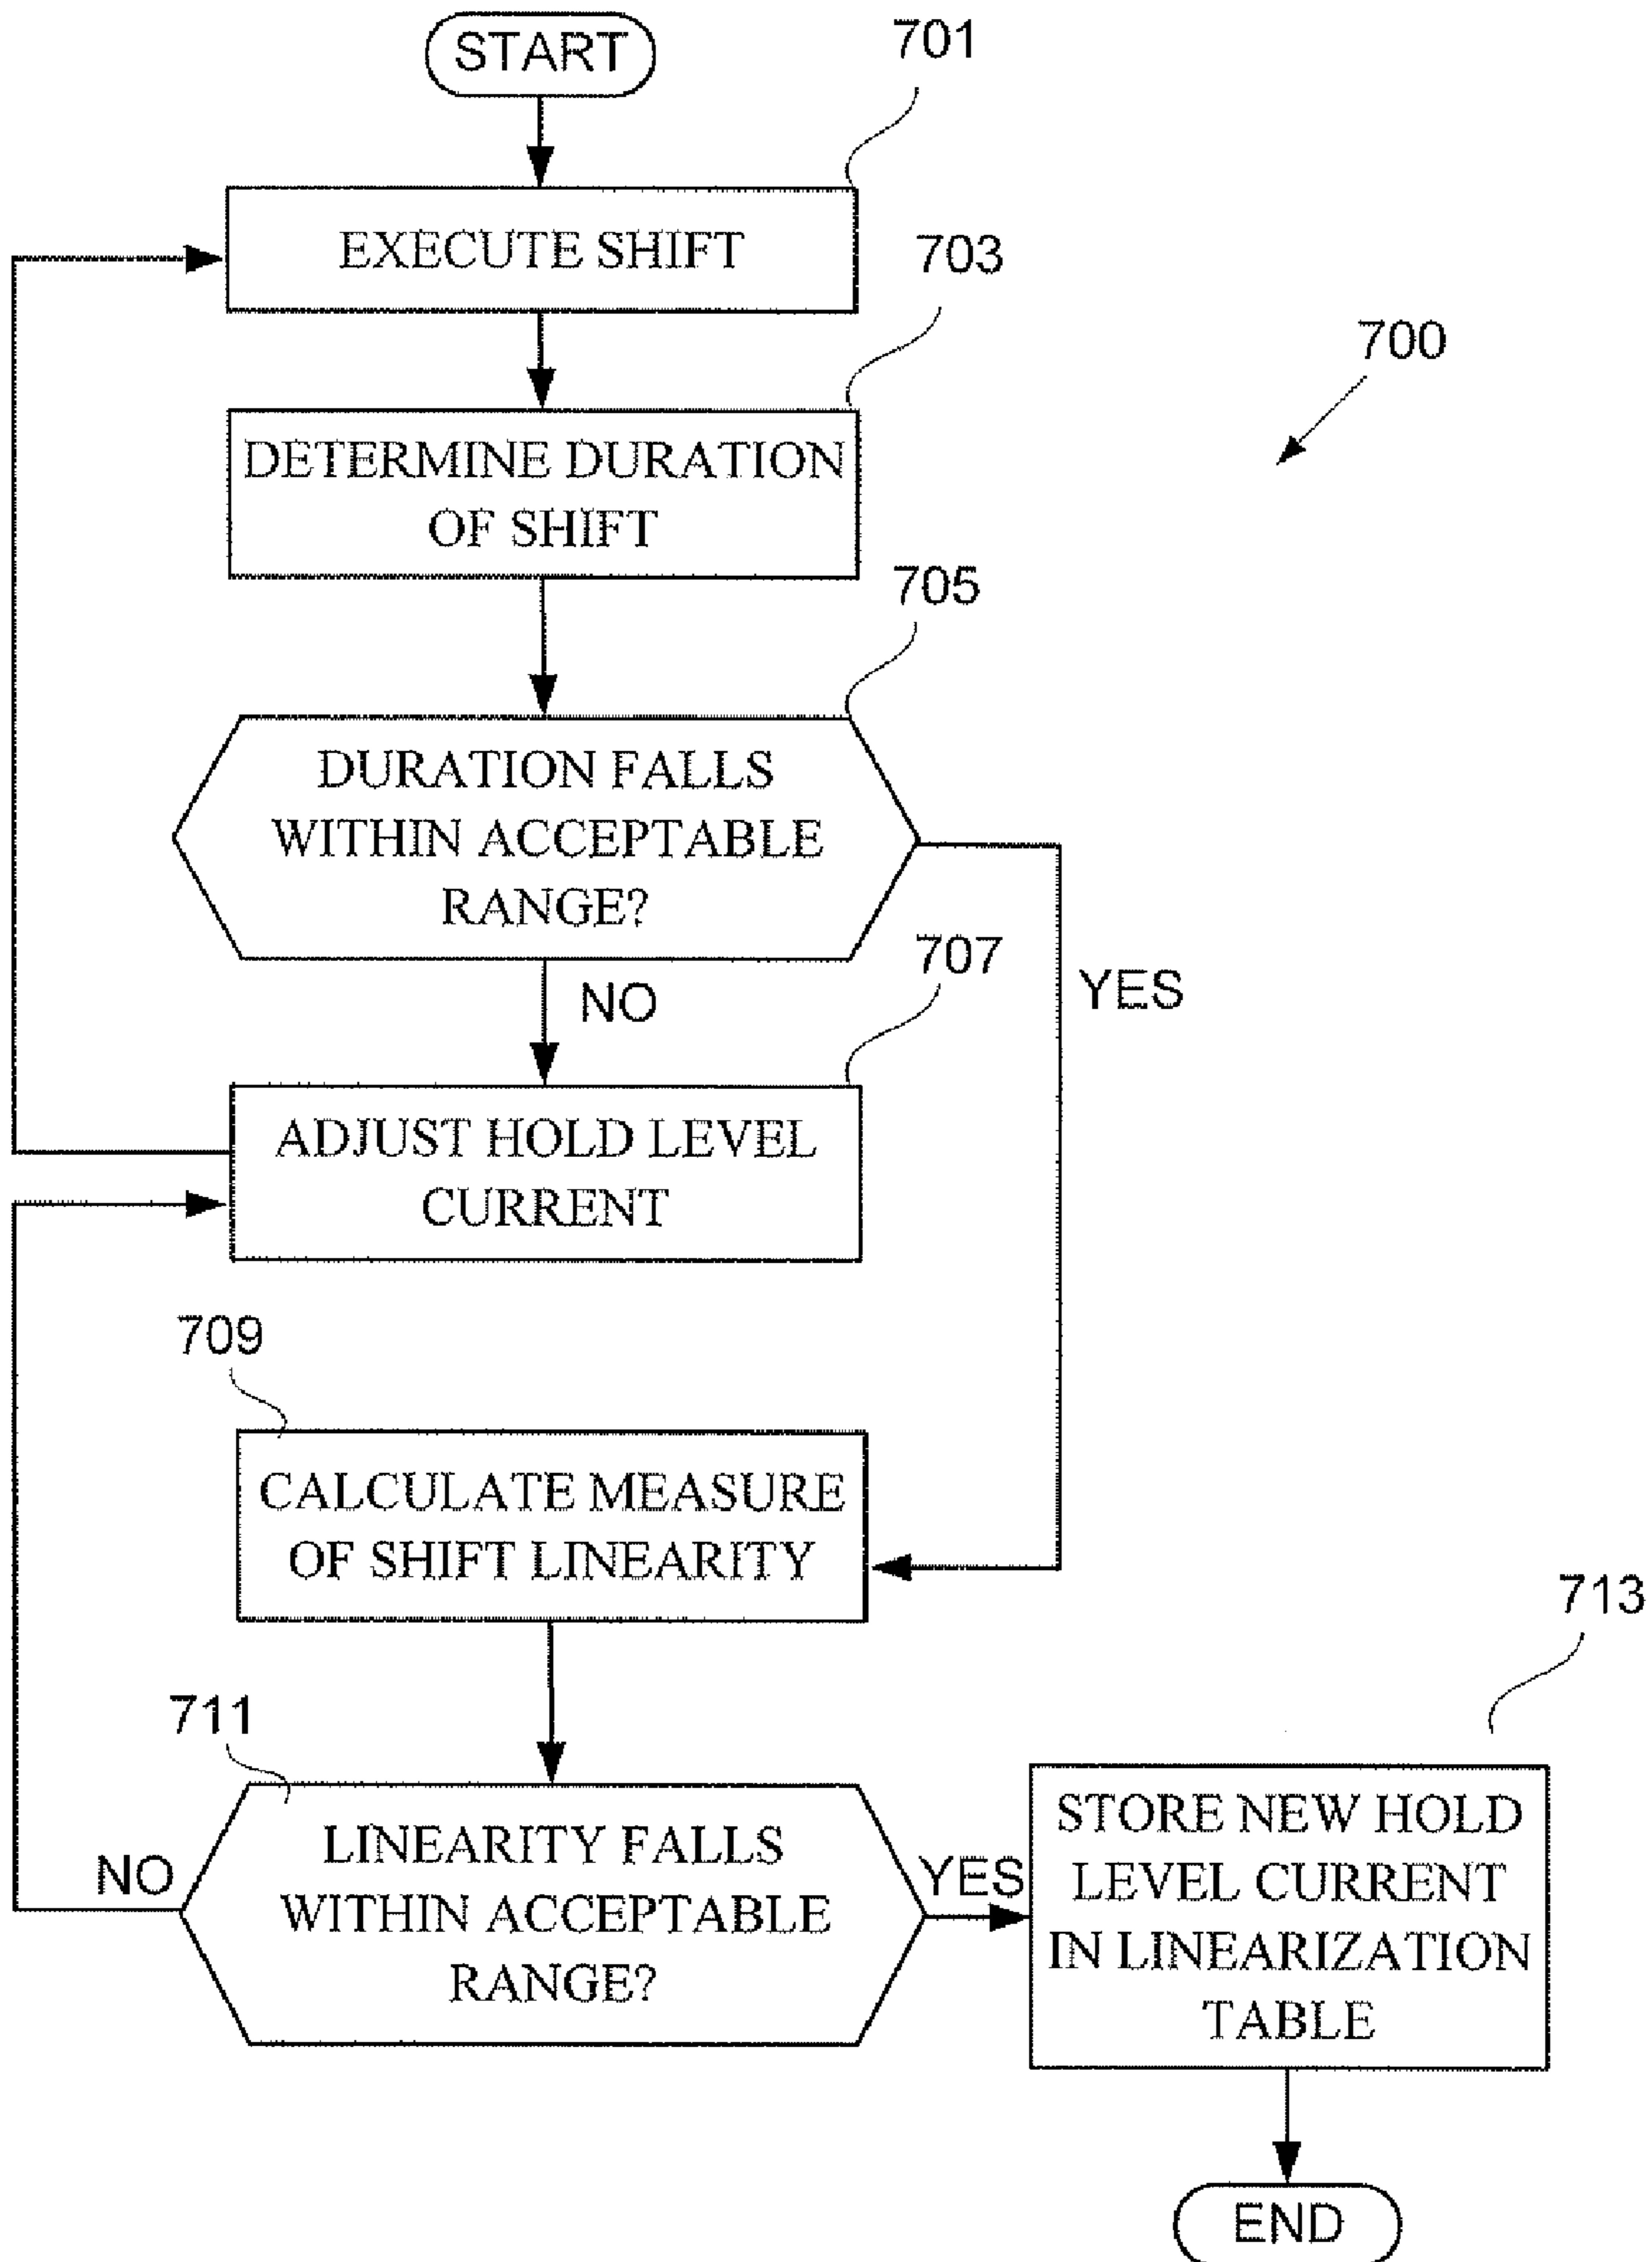 START
701
EXECUTE SHIFT
703
700
DETERMINE DURATION
OF SHIFT
705
DURATION FALLS
WITHIN ACCEPTABLE
RANGE?
NO
YES
707
ADJUST HOLD LEVEL
CURRENT
709
CALCULATE MEASURE
OF SHIFT LINEARITY
711
LINEARITY FALLS
WITHIN ACCEPTABLE
RANGE?
NO
YES
713
STORE NEW HOLD
LEVEL CURRENT
IN LINEARIZATION
TABLE
END